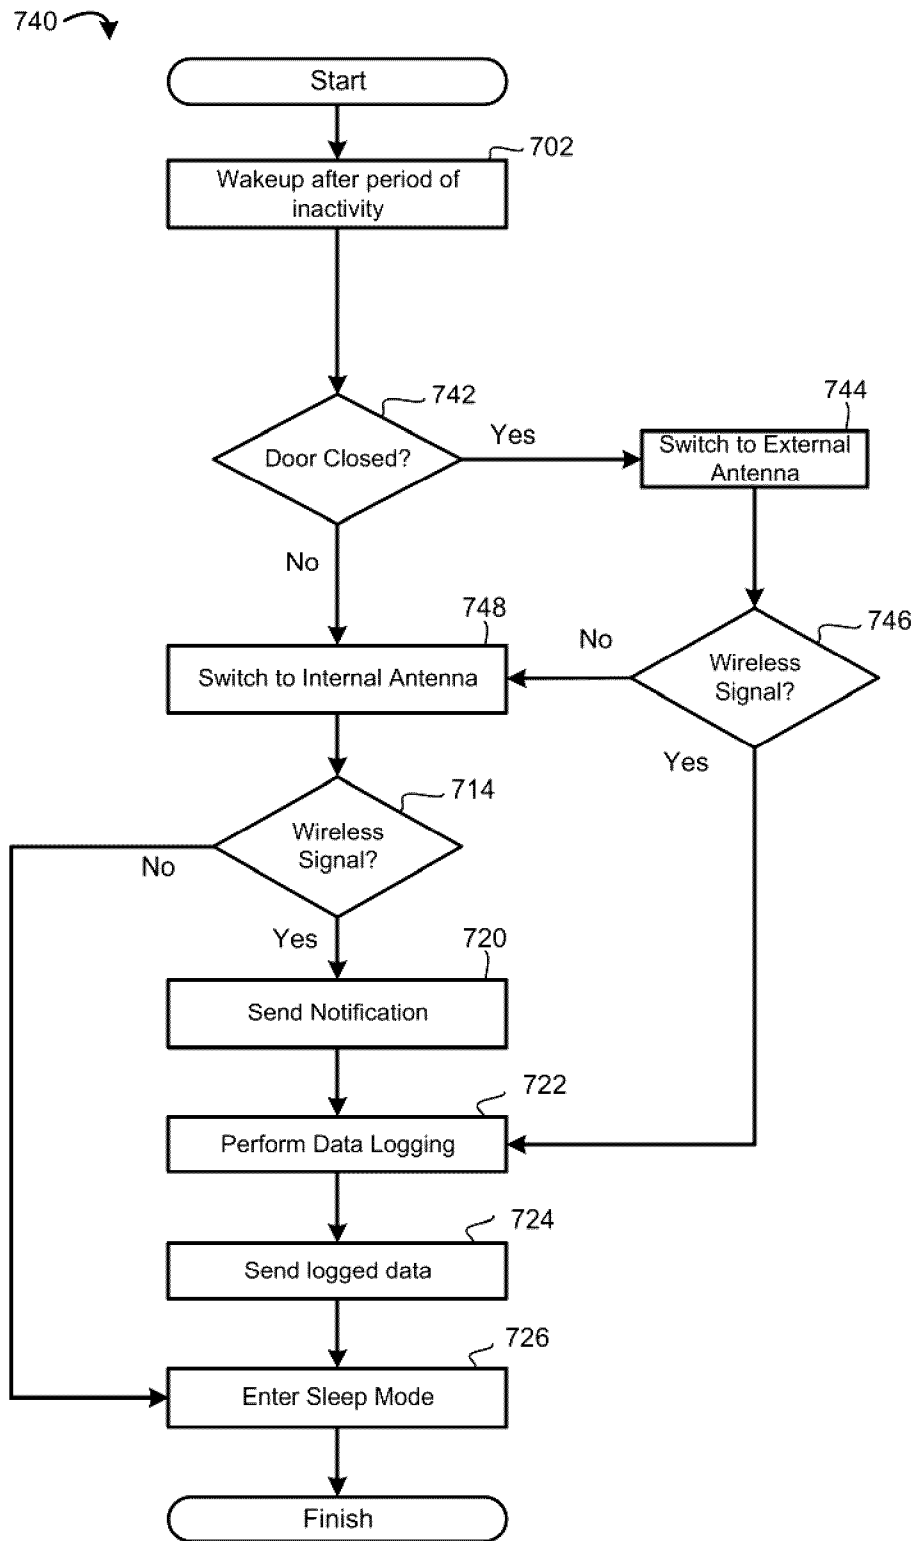 740
Start
702
Wakeup after period of
inactivity
742
Door Closed?
Yes
744
Switch to External
Antenna
No
748
Switch to Internal Antenna
No
746
Wireless
Signal?
Yes
714
Wireless
Signal?
No
Yes
720
Send Notification
722
Perform Data Logging
724
Send logged data
726
Enter Sleep Mode
Finish